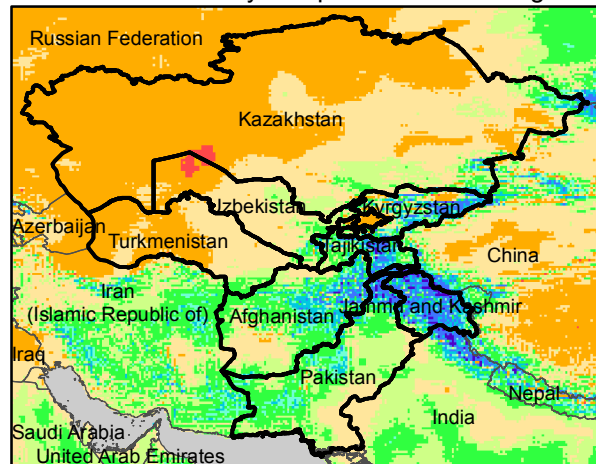 Russian Federation
Kazakhstan
Izbekistan
Kyrgyzstan
Azerbaijan
Turkmenistan
Tajikistan
China
Iran
(Islamic Republic of)
Afghanistan
Jammu and Kashmir
Iraq
Pakistan
Nepal
India
Saudi Arabia
United Arab Emirates